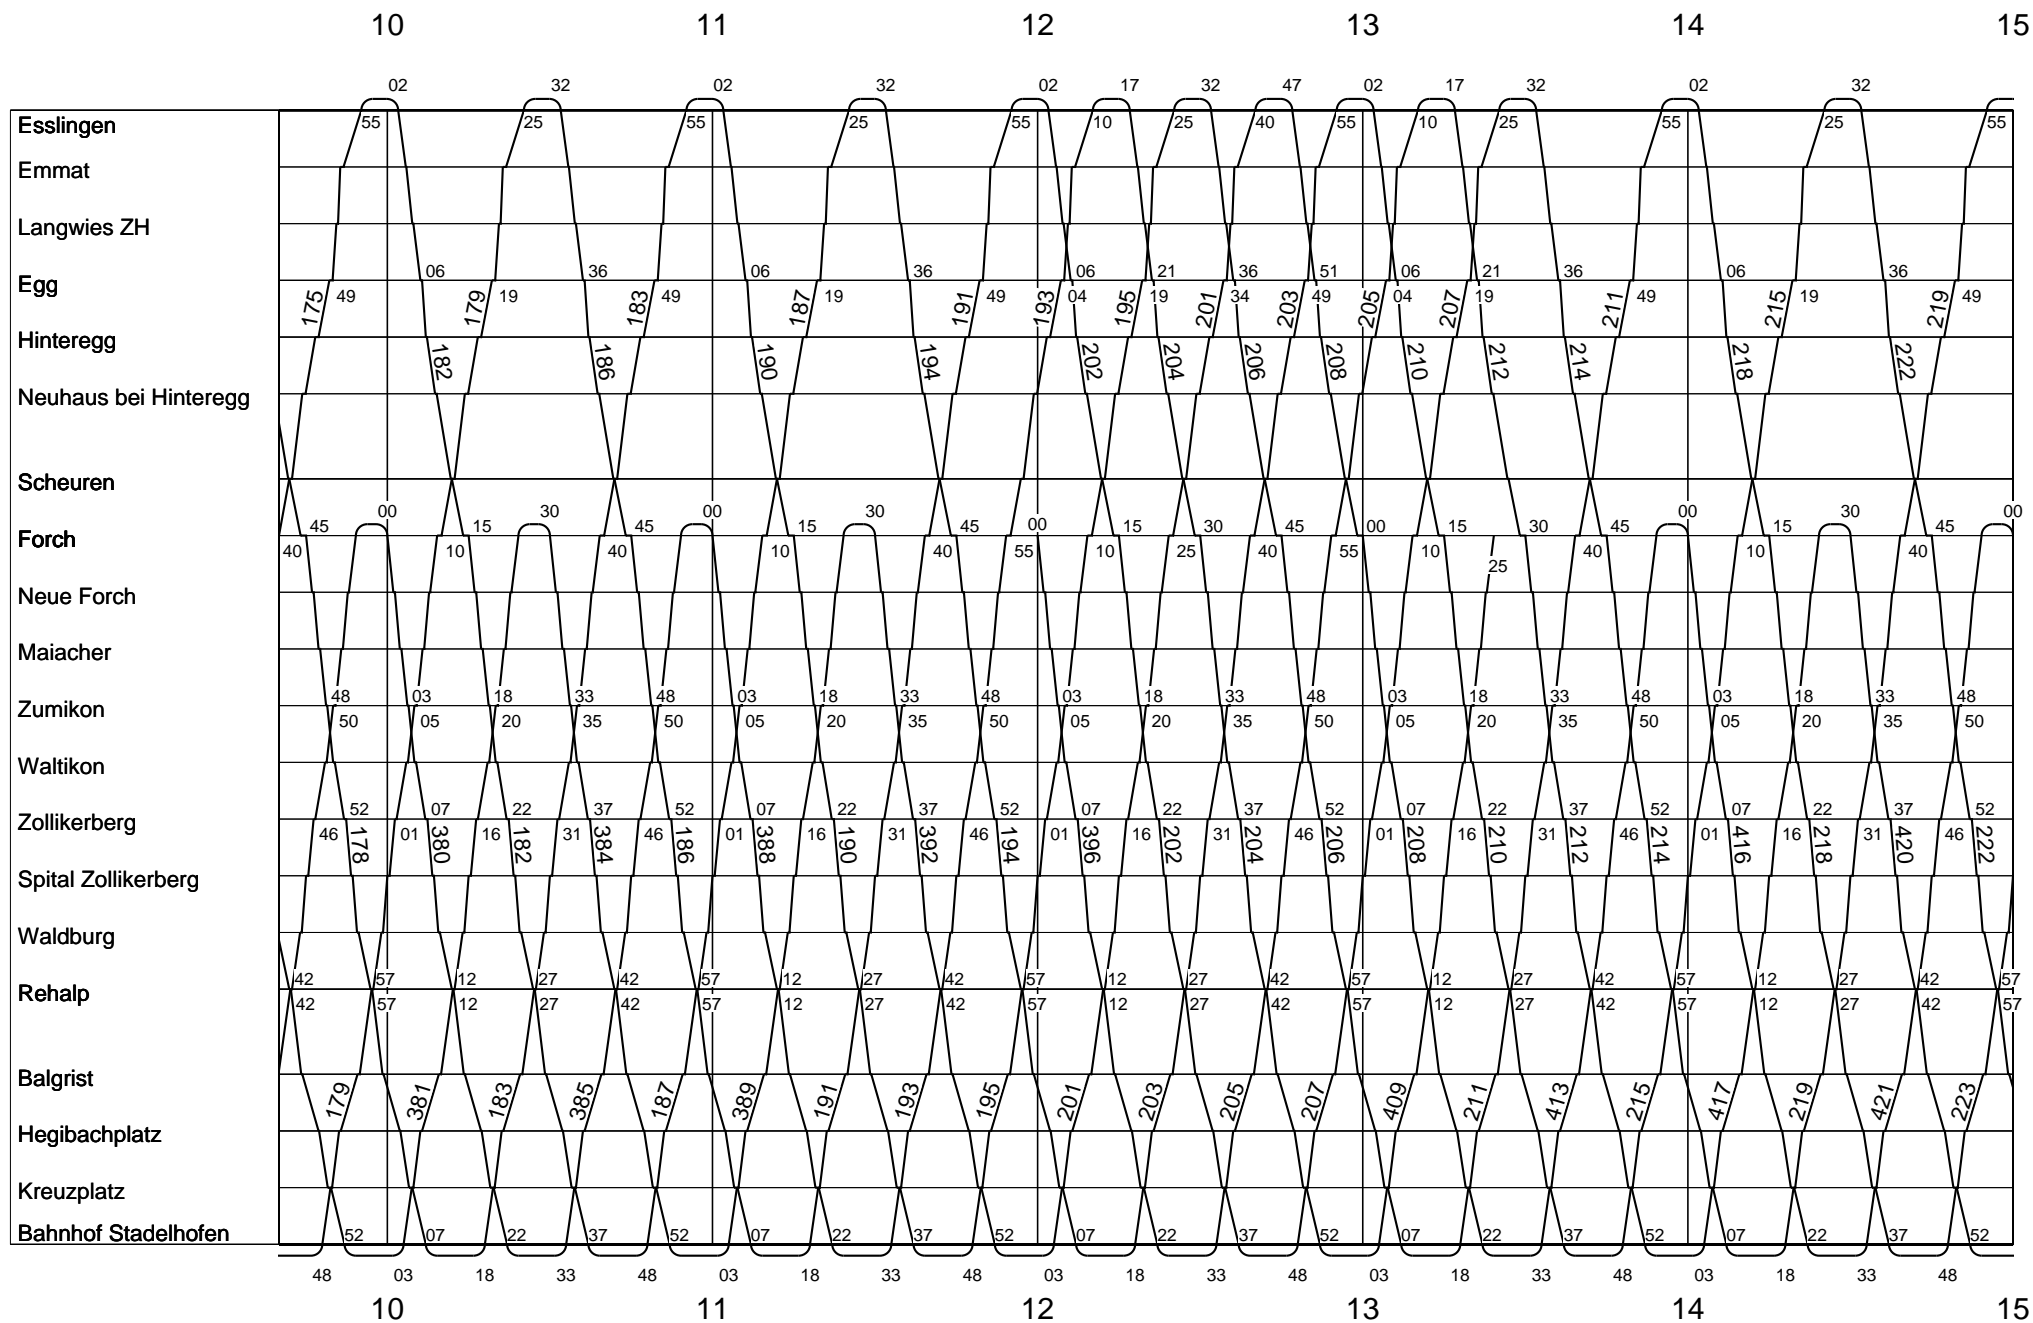 10 11 12 13 14 15
02 32 02 32 02 17 32 47 02 17 32 02 32
Esslingen 55 25 55 25 55 10 25 40 55 10 25 55 25 55
Emmat
Langwies ZH
06 36 06 36 06 21 36 51 06 21 36 06 36
Egg 175 49 179 19 183 49 187 19 191 49 193 04 195 19 201 34 203 49 205 04 207 19 211 49 215 19 219 49
Hinteregg
182 186 190 194 202 204 206 208 210 212 214 218 222
Neuhaus bei Hinteregg
Scheuren
45 00 15 30 45 00 15 30 45 00 15 30 45 00 15 30 45 00 15 30 45 00
Forch
40 10 40 10 40 55 10 25 40 55 10 25 40 10 40
Neue Forch
Maiacher
48 03 18 33 48 03 18 33 48 03 18 33 48 03 18 33 48 03 18 33 48
Zumikon
50 05 20 35 50 05 20 35 50 05 20 35 50 05 20 35 50 05 20 35 50
Waltikon
52 07 22 37 52 07 22 37 52 07 22 37 52 07 22 37 52 07 22 37 52
Zollikerberg
46 178 01 380 16 182 31 384 46 186 01 388 16 190 31 392 46 194 01 396 16 202 31 204 46 206 01 208 16 210 31 212 46 214 01 416 16 218 31 420 46 222
Spital Zollikerberg
Waldburg
42 57 12 27 42 57 12 27 42 57 12 27 42 57 12 27 42 57 12 27 42 57
Rehalp
42 57 12 27 42 57 12 27 42 57 12 27 42 57 12 27 42 57 12 27 42 57
Balgrist
179 381 183 385 187 389 191 193 195 201 203 205 207 409 211 413 215 417 219 421 223
Hegibachplatz
Kreuzplatz
Bahnhof Stadelhofen 52 07 22 37 52 07 22 37 52 07 22 37 52 07 22 37 52 07 22 37 52
48 03 18 33 48 03 18 33 48 03 18 33 48 03 18 33 48 03 18 33 48
10 11 12 13 14 15